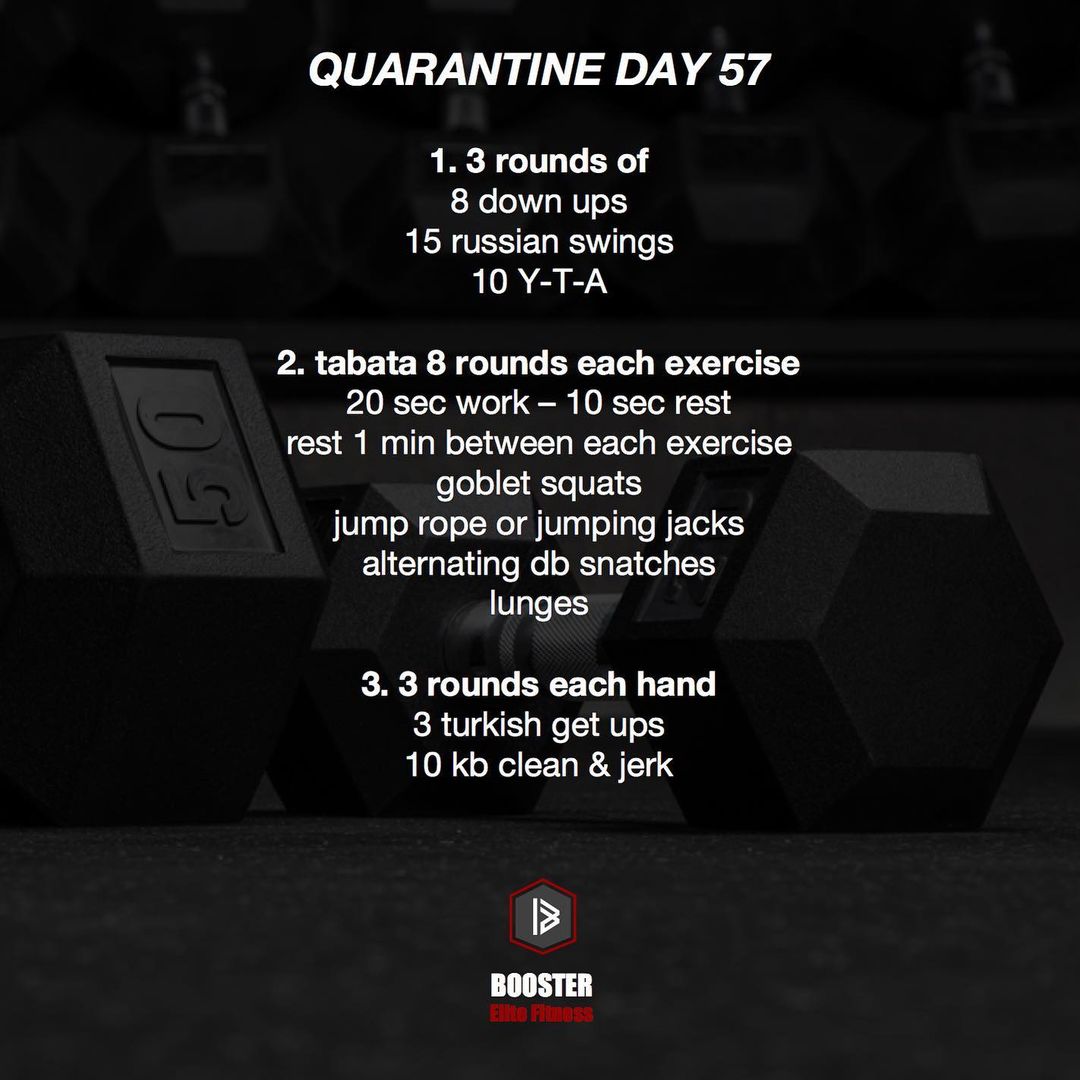 QUARANTINE DAY 57
1. 3 rounds of
8 down ups
15 russian swings
10 Y-T-A
2. tabata 8 rounds each exercise
20 sec work – 10 sec rest
rest 1 min between each exercise
goblet squats
jump rope or jumping jacks
alternating db snatches
lunges
3. 3 rounds each hand
3 turkish get ups
10 kb clean & jerk
50
BOOSTER
Elite Fitness